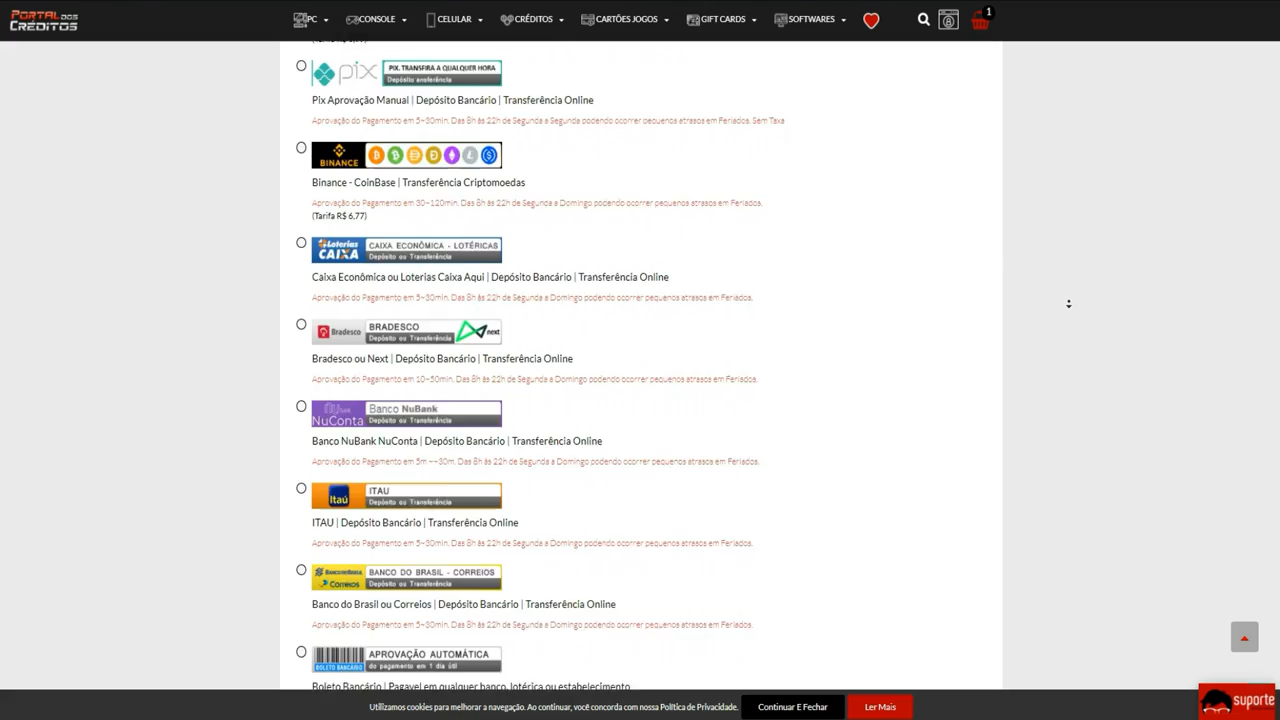 PORTAL DOS CRÉDITOS
PC
CONSOLE
CELULAR
CRÉDITOS
CARTÕES JOGOS
GIFT CARDS
SOFTWARES
1
pix
PIX. TRANSFIRA A QUALQUER HORA
Pix Aprovação Manual | Depósito Bancário | Transferência Online
Aprovação do Pagamento em 5~30min. Das 8h às 22h de Segunda a Segunda podendo ocorrer pequenos atrasos em Feriados. Sem Taxa
BINANCE
Binance - CoinBase | Transferência Criptomoedas
Aprovação do Pagamento em 30~120min. Das 8h às 22h de Segunda a Domingo podendo ocorrer pequenos atrasos em Feriados.
(Tarifa R$ 6,77)
Loterias CAIXA
CAIXA ECONÔMICA - LOTÉRICAS
Depósito ou Transferência
Caixa Econômica ou Loterias Caixa Aqui | Depósito Bancário | Transferência Online
Aprovação do Pagamento em 5~30min. Das 8h às 22h de Segunda a Domingo podendo ocorrer pequenos atrasos em Feriados.
Bradesco
BRADESCO
Depósito ou Transferência
next
Bradesco ou Next | Depósito Bancário | Transferência Online
Aprovação do Pagamento em 10~50min. Das 8h às 22h de Segunda a Domingo podendo ocorrer pequenos atrasos em Feriados.
NuConta
Banco NuBank
Depósito ou Transferência
Banco NuBank NuConta | Depósito Bancário | Transferência Online
Aprovação do Pagamento em 5m ~~30m. Das 8h às 22h de Segunda a Domingo podendo ocorrer pequenos atrasos em Feriados.
Itaú
ITAU
Depósito ou Transferência
ITAU | Depósito Bancário | Transferência Online
Aprovação do Pagamento em 5~30min. Das 8h às 22h de Segunda a Domingo podendo ocorrer pequenos atrasos em Feriados.
BANCO DO BRASIL
Correios
BANCO DO BRASIL - CORREIOS
Depósito ou Transferência
Banco do Brasil ou Correios | Depósito Bancário | Transferência Online
Aprovação do Pagamento em 5~30min. Das 8h às 22h de Segunda a Domingo podendo ocorrer pequenos atrasos em Feriados.
BOLETO BANCÁRIO
APROVAÇÃO AUTOMÁTICA
do pagamento em 1 dia útil
Boleto Bancário | Pagavel em qualquer banco, lotérica ou estabelecimento
Utilizamos cookies para melhorar a navegação. Ao continuar, você concorda com nossa Política de Privacidade.
Continuar E Fechar
Ler Mais
suporte